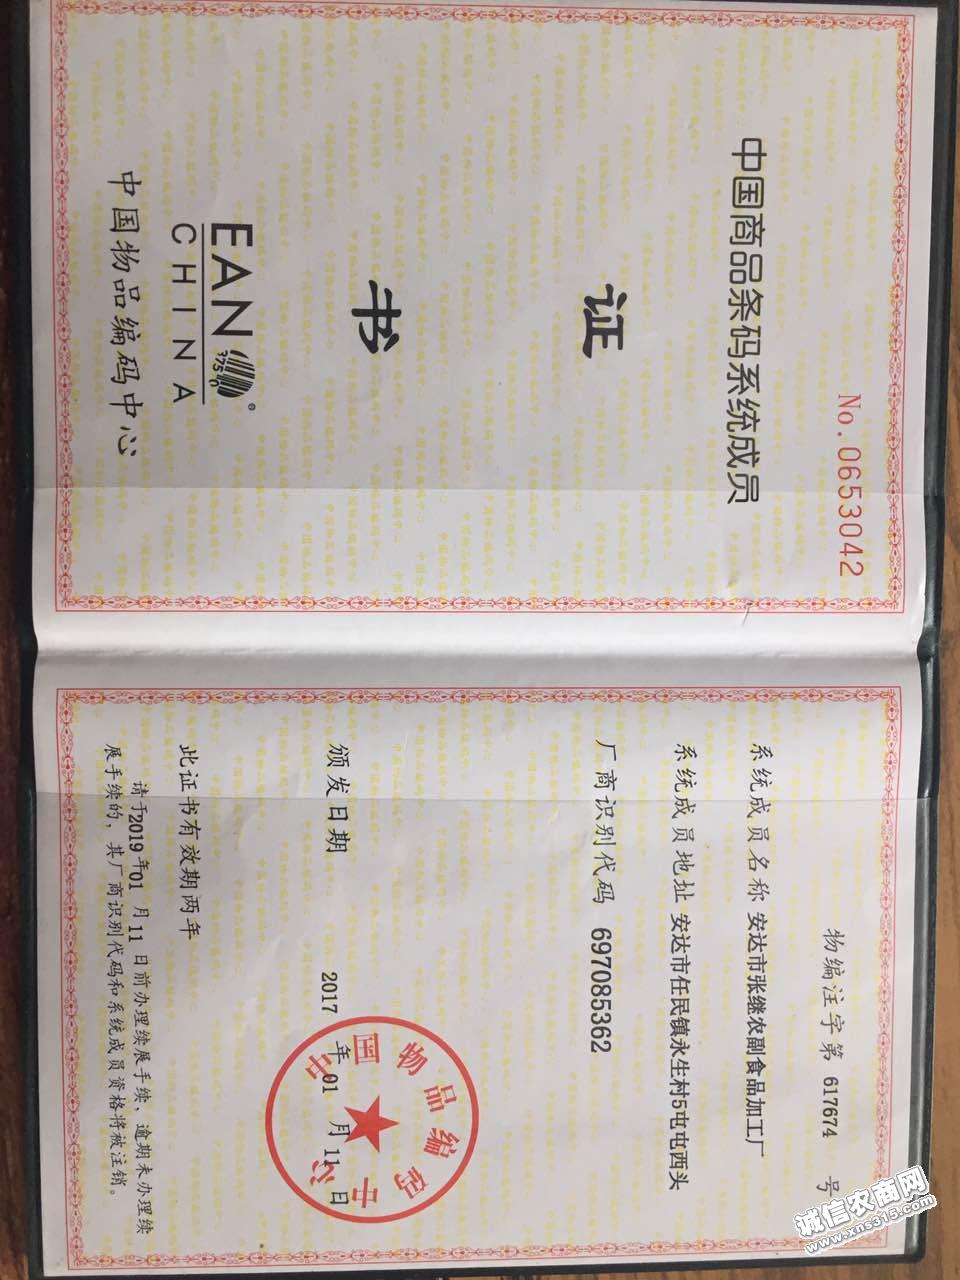 No.0653042
中国商品条码系统成员
证
书
EAN
CHINA
中国物品编码中心
物编注字第 617674 号
系统成员名称 安达市张继农副食品加工厂
系统成员地址 安达市任民镇永生村5屯屯西头
厂商识别代码 697085362
颁发日期 2017 年 01 月 11 日
中国物品编码中心
此证书有效期两年
请于2019年01月11日前办理续展手续、逾期未办理续
展手续的，其厂商识别代码和系统成员资格将被注销。
诚信农商网
www.xns315.com